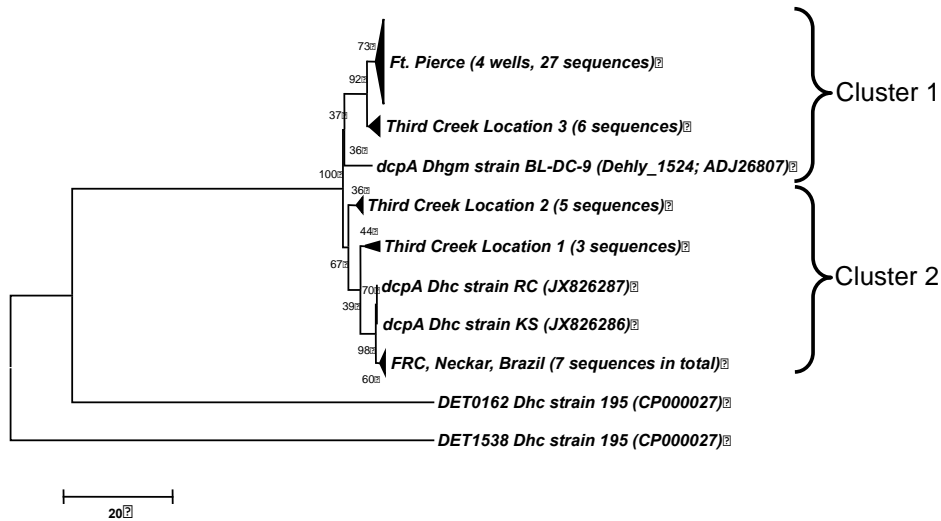 73
Ft. Pierce (4 wells, 27 sequences)
92
Cluster 1
37
Third Creek Location 3 (6 sequences)
36
dcpA Dhgm strain BL-DC-9 (Dehly_1524; ADJ26807)
100
36
Third Creek Location 2 (5 sequences)
44
Third Creek Location 1 (3 sequences)
67
Cluster 2
70
dcpA Dhc strain RC (JX826287)
39
dcpA Dhc strain KS (JX826286)
98
FRC, Neckar, Brazil (7 sequences in total)
60
DET0162 Dhc strain 195 (CP000027)
DET1538 Dhc strain 195 (CP000027)
20